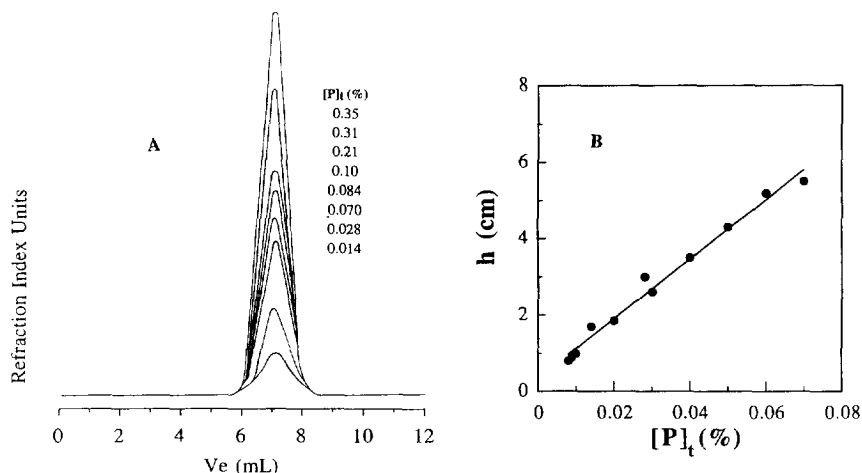 [P]t (%)
0.35
0.31
0.21
0.10
0.084
0.070
0.028
0.014
A
Refraction Index Units
0 2 4 6 8 10 12
Ve (mL)
8
6
4
2
0
B
h (cm)
0 0.02 0.04 0.06 0.08
[P]t (%)